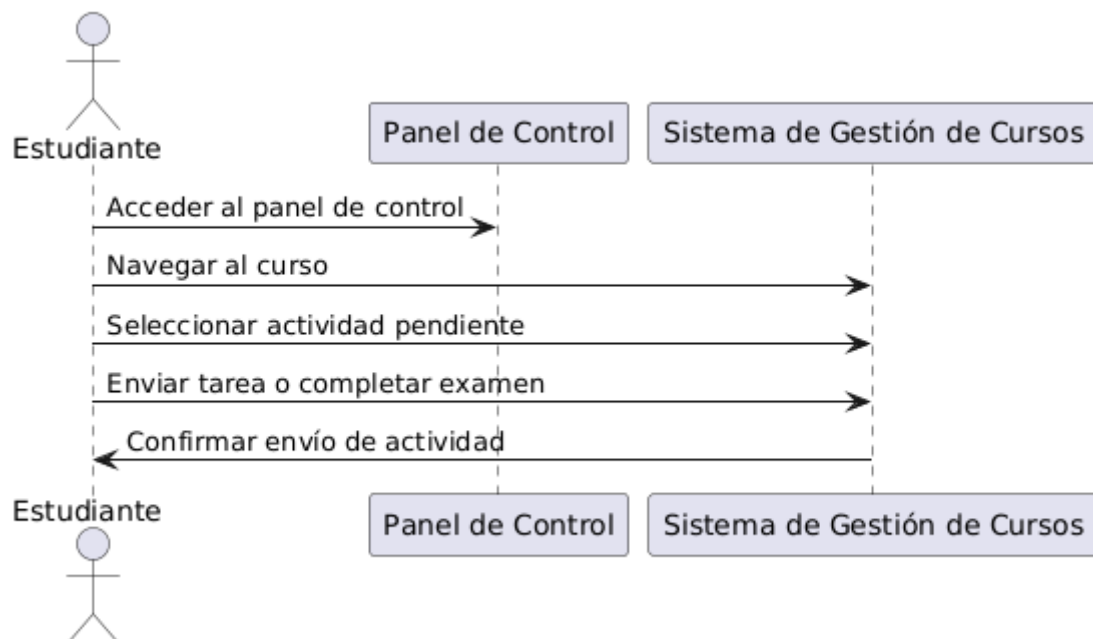 Estudiante
Panel de Control
Sistema de Gestión de Cursos
Acceder al panel de control
Navegar al curso
Seleccionar actividad pendiente
Enviar tarea o completar examen
Confirmar envío de actividad
Estudiante
Panel de Control
Sistema de Gestión de Cursos